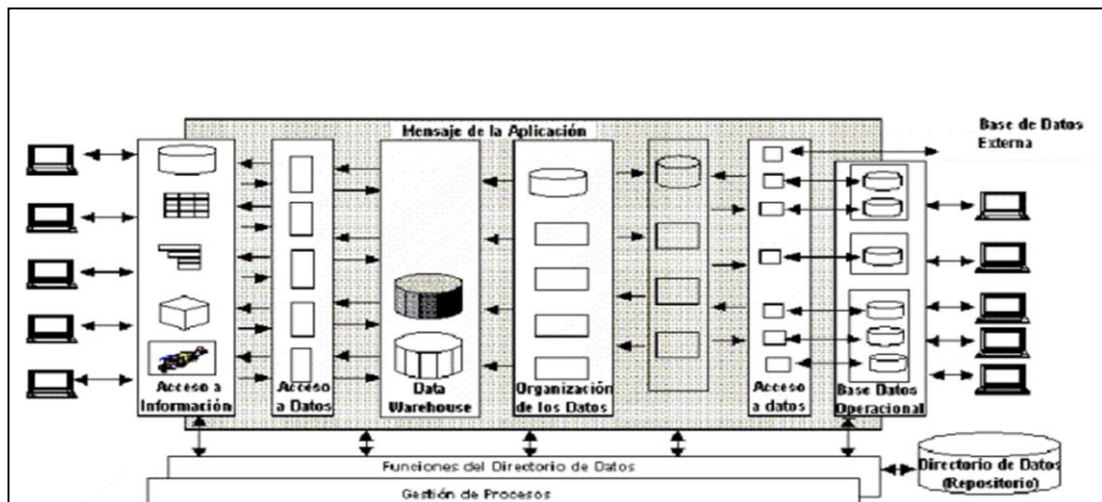 Mensaje de la Aplicación
Base de Datos
Externa
Acceso a
Información
Acceso
a Datos
Data
Warehouse
Organización
de los Datos
Acceso
a datos
Base Datos
Operacional
Funciones del Directorio de Datos
Directorio de Datos
(Repositorio)
Gestión de Procesos